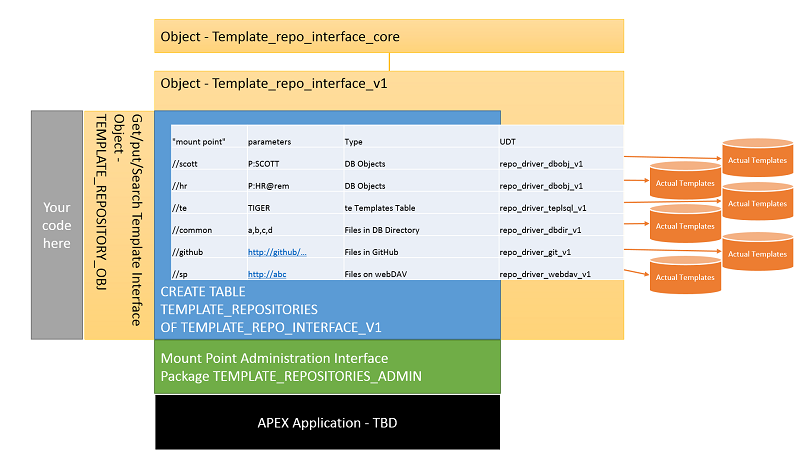 Object - Template_repo_interface_core
Object - Template_repo_interface_v1
Your
code
here
Get/put/Search Template Interface
Object -
TEMPLATE_REPOSITORY_OBJ
"mount point" parameters Type UDT
//scott P:SCOTT DB Objects repo_driver_dbobj_v1
//hr P:HR@rem DB Objects repo_driver_dbobj_v1
//te TIGER te Templates Table repo_driver_teplsql_v1
//common a,b,c,d Files in DB Directory repo_driver_dbdir_v1
//github http://github/... Files in GitHub repo_driver_git_v1
//sp http://abc Files on webDAV repo_driver_webdav_v1
Actual Templates
Actual Templates
Actual Templates
Actual Templates
Actual Templates
Actual Templates
CREATE TABLE
TEMPLATE_REPOSITORIES
OF TEMPLATE_REPO_INTERFACE_V1
Mount Point Administration Interface
Package TEMPLATE_REPOSITORIES_ADMIN
APEX Application - TBD